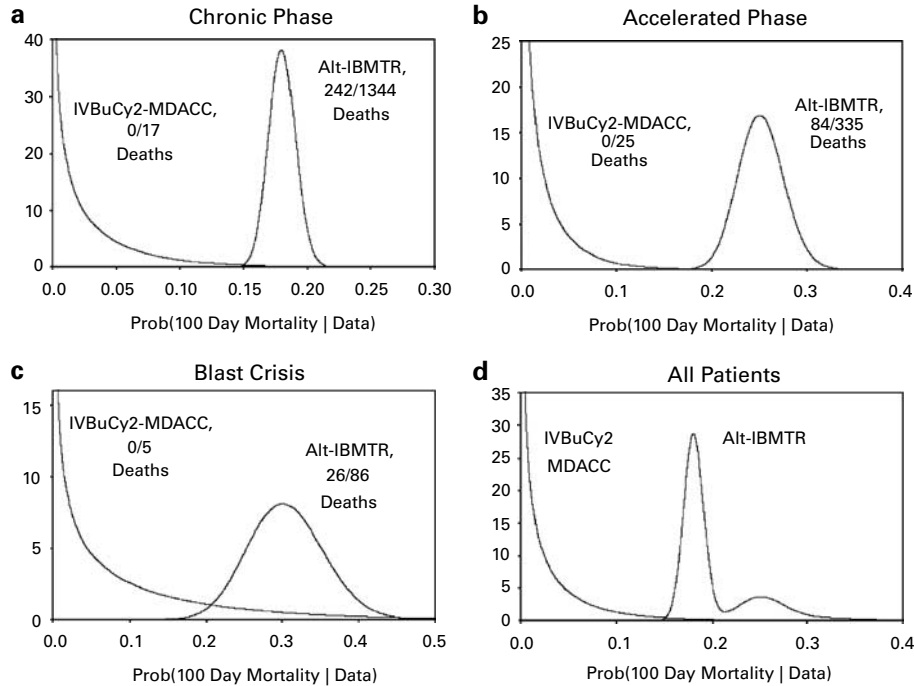 a
Chronic Phase
40
30
20
10
0
IVBuCy2-MDACC,
0/17
Deaths
Alt-IBMTR,
242/1344
Deaths
0.0 0.05 0.10 0.15 0.20 0.25 0.30
Prob(100 Day Mortality | Data)
b
Accelerated Phase
25
20
15
10
5
0
IVBuCy2-MDACC,
0/25
Deaths
Alt-IBMTR,
84/335
Deaths
0.0 0.1 0.2 0.3 0.4
Prob(100 Day Mortality | Data)
c
Blast Crisis
15
10
5
0
IVBuCy2-MDACC,
0/5
Deaths
Alt-IBMTR,
26/86
Deaths
0.0 0.1 0.2 0.3 0.4 0.5
Prob(100 Day Mortality | Data)
d
All Patients
35
30
25
20
15
10
5
0
IVBuCy2
MDACC
Alt-IBMTR
0.0 0.1 0.2 0.3 0.4
Prob(100 Day Mortality | Data)